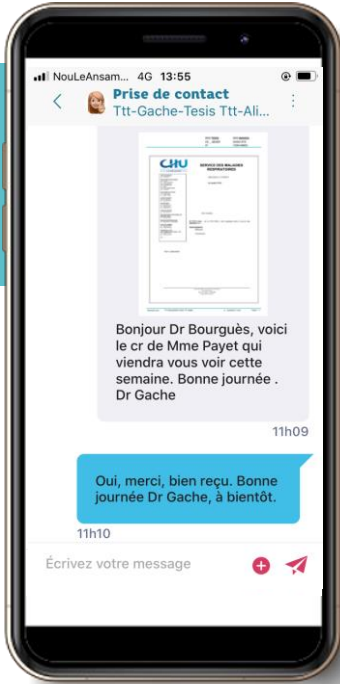 NouLeAnsam... 4G 13:55
Prise de contact
Ttt-Gache-Tesis Ttt-Ali...
CHU
SERVICE DES MALADES
RESPIRATOIRES
Bonjour Dr Bourguès, voici
le cr de Mme Payet qui
viendra vous voir cette
semaine. Bonne journée .
Dr Gache
11h09
Oui, merci, bien reçu. Bonne
journée Dr Gache, à bientôt.
11h10
Écrivez votre message